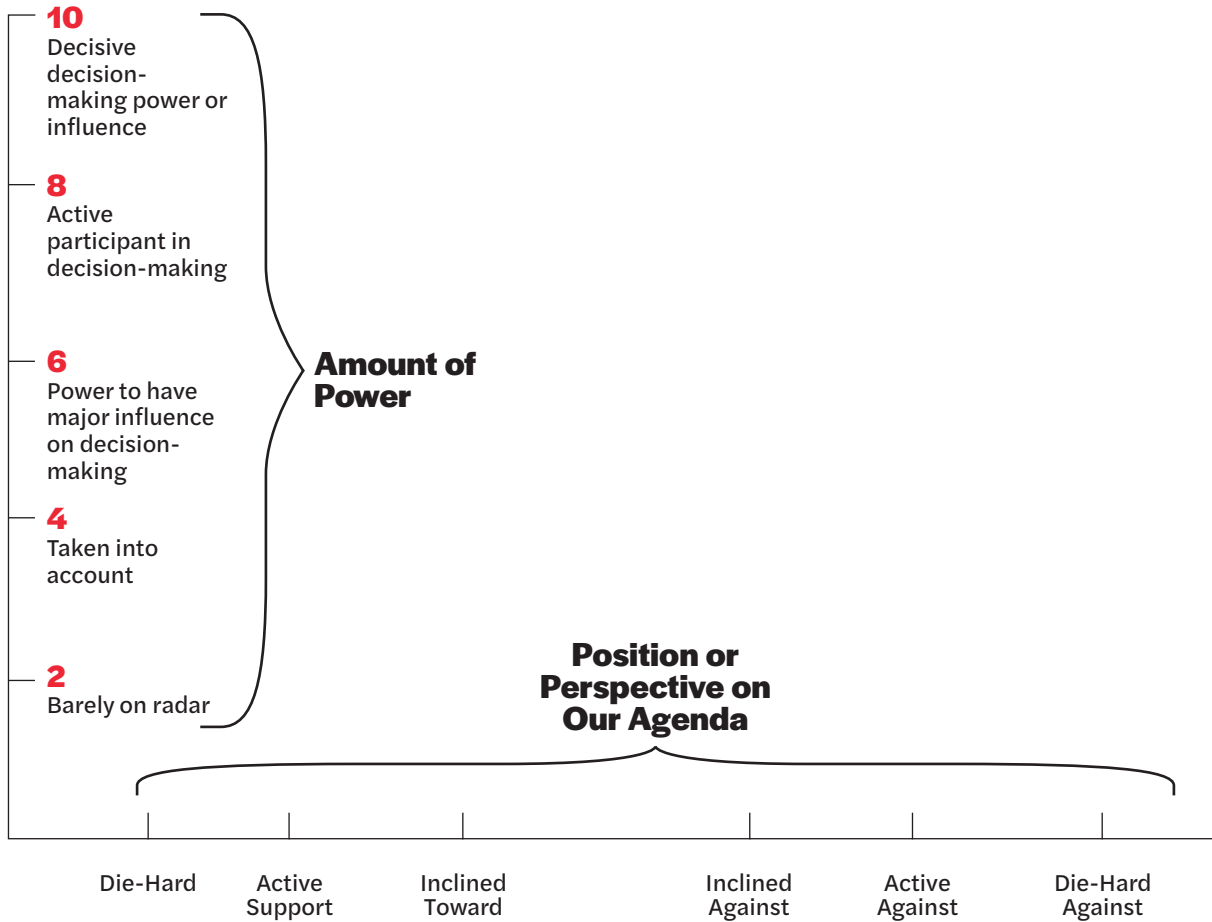 10
Decisive
decision-
making power or
influence
8
Active
participant in
decision-making
6
Power to have
major influence
on decision-
making
4
Taken into
account
2
Barely on radar
Amount of
Power
Position or
Perspective on
Our Agenda
Die-Hard
Active
Support
Inclined
Toward
Inclined
Against
Active
Against
Die-Hard
Against